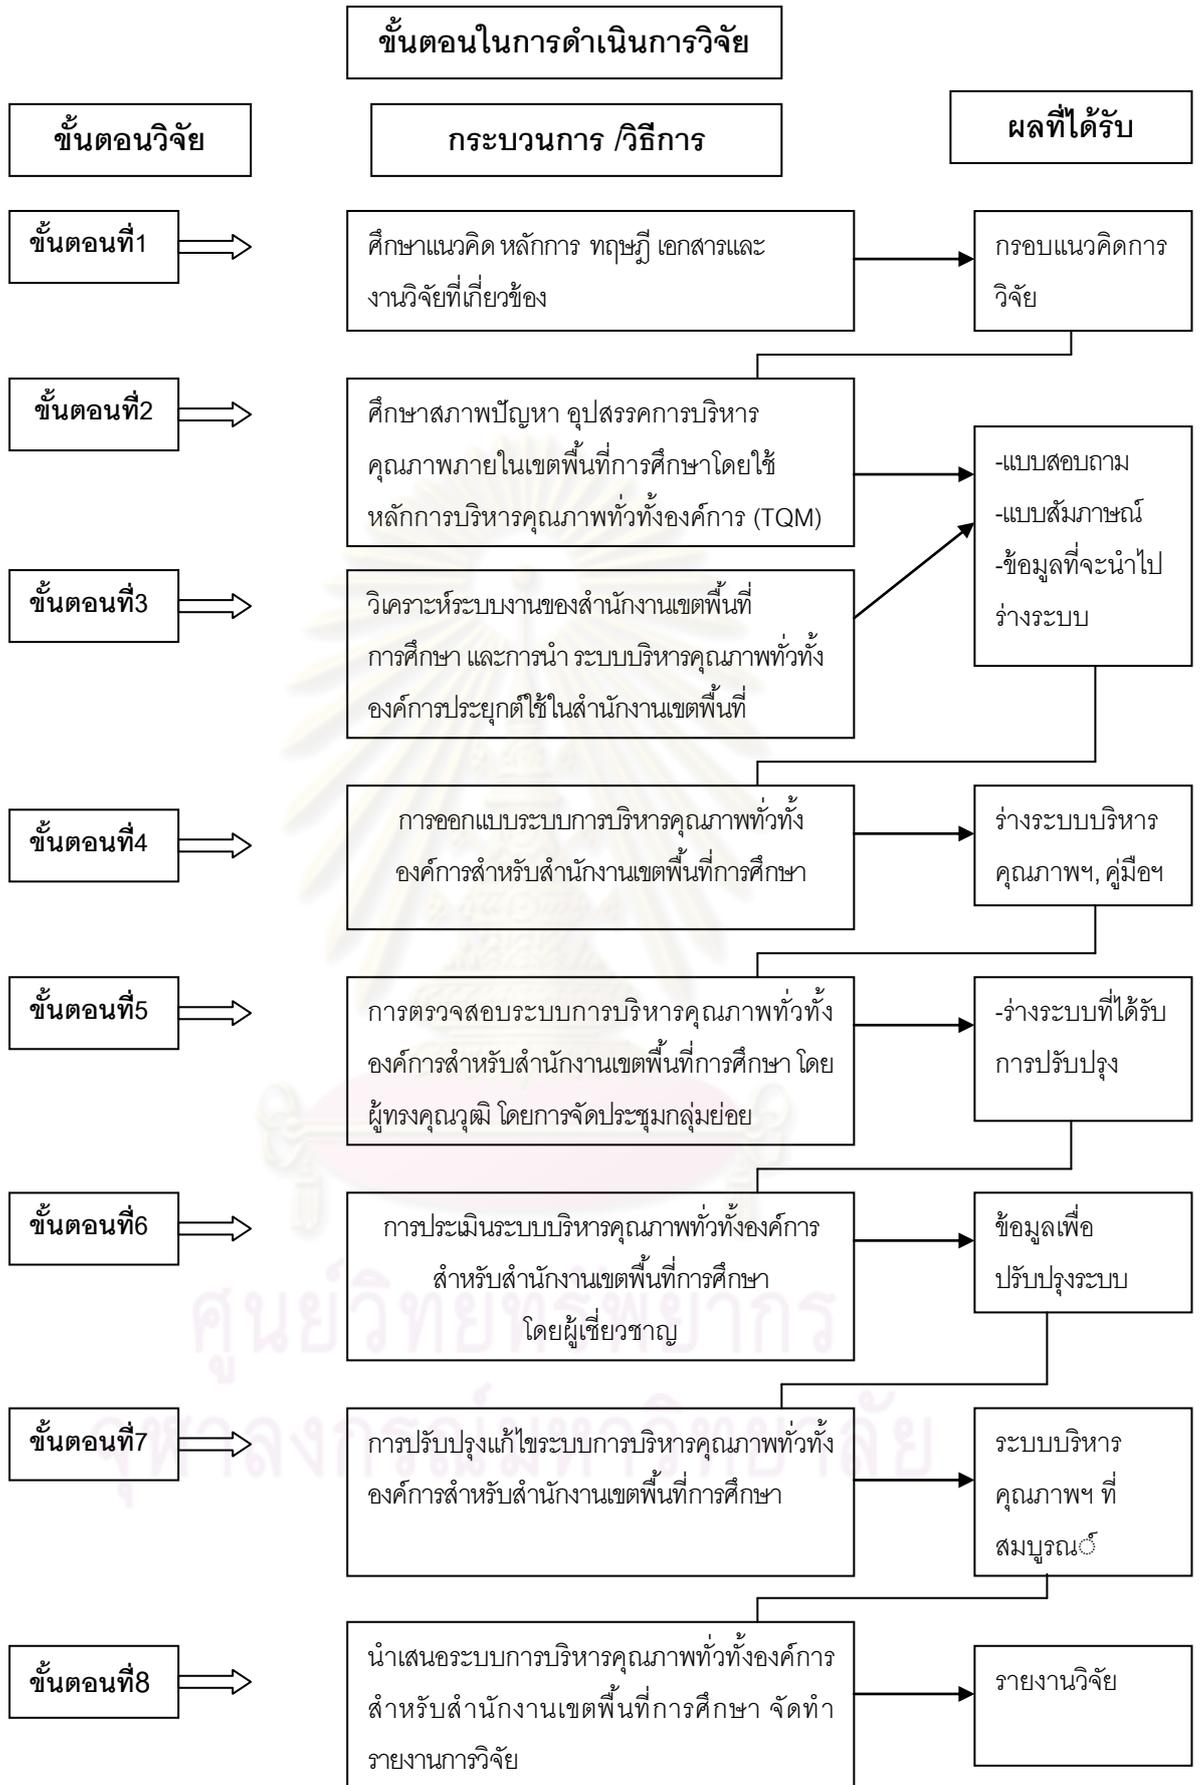 ขั้นตอนในการดำเนินการวิจัย
ขั้นตอนวิจัย
กระบวนการ /วิธีการ
ผลที่ได้รับ
ขั้นตอนที่1
ศึกษาแนวคิด หลักการ ทฤษฎี เอกสารและ
งานวิจัยที่เกี่ยวข้อง
กรอบแนวคิดการ
วิจัย
ขั้นตอนที่2
ศึกษาสภาพปัญหา อุปสรรคการบริหาร
คุณภาพภายในเขตพื้นที่การศึกษาโดยใช้
หลักการบริหารคุณภาพทั่วทั้งองค์การ (TQM)
-แบบสอบถาม
-แบบสัมภาษณ์
-ข้อมูลที่จะนำไป
ร่างระบบ
ขั้นตอนที่3
วิเคราะห์ระบบงานของสำนักงานเขตพื้นที่
การศึกษา และการนำ ระบบบริหารคุณภาพทั่วทั้ง
องค์การประยุกต์ใช้ในสำนักงานเขตพื้นที่
ขั้นตอนที่4
การออกแบบระบบการบริหารคุณภาพทั่วทั้ง
องค์การสำหรับสำนักงานเขตพื้นที่การศึกษา
ร่างระบบบริหาร
คุณภาพฯ, คู่มือฯ
ขั้นตอนที่5
การตรวจสอบระบบการบริหารคุณภาพทั่วทั้ง
องค์การสำหรับสำนักงานเขตพื้นที่การศึกษา โดย
ผู้ทรงคุณวุฒิ โดยการจัดประชุมกลุ่มย่อย
-ร่างระบบที่ได้รับ
การปรับปรุง
ขั้นตอนที่6
การประเมินระบบบริหารคุณภาพทั่วทั้งองค์การ
สำหรับสำนักงานเขตพื้นที่การศึกษา
โดยผู้เชี่ยวชาญ
ข้อมูลเพื่อ
ปรับปรุงระบบ
ศูนย์วิทยทรัพยากร
จุฬาลงกรณ์มหาวิทยาลัย
ขั้นตอนที่7
การปรับปรุงแก้ไขระบบการบริหารคุณภาพทั่วทั้ง
องค์การสำหรับสำนักงานเขตพื้นที่การศึกษา
ระบบบริหาร
คุณภาพฯ ที่
สมบูรณ์
ขั้นตอนที่8
นำเสนอระบบการบริหารคุณภาพทั่วทั้งองค์การ
สำหรับสำนักงานเขตพื้นที่การศึกษา จัดทำ
รายงานการวิจัย
รายงานวิจัย